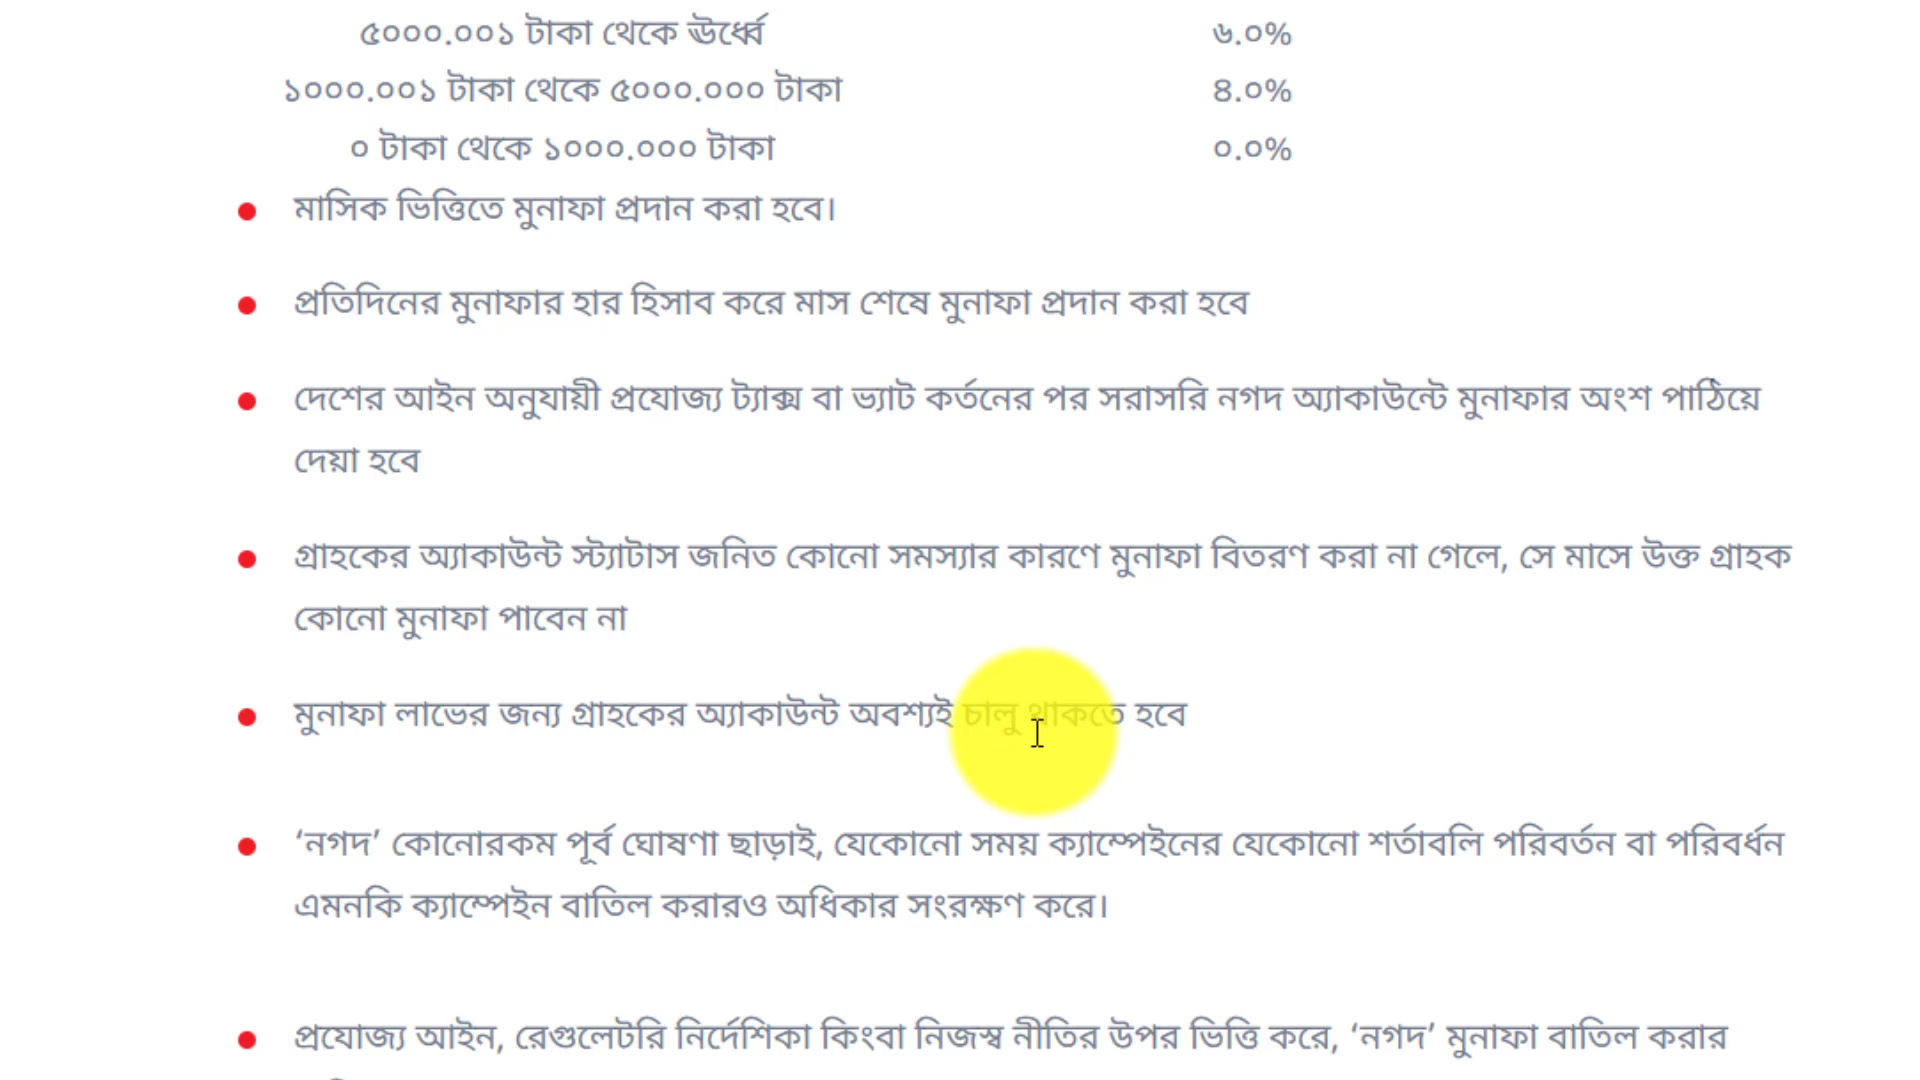 ৫০০০.০০১ টাকা থেকে ঊর্ধ্বে ৬.০%
১০০০.০০১ টাকা থেকে ৫০০০.০০০ টাকা ৪.০%
০ টাকা থেকে ১০০০.০০০ টাকা ০.০%
মাসিক ভিত্তিতে মুনাফা প্রদান করা হবে।
প্রতিদিনের মুনাফার হার হিসাব করে মাস শেষে মুনাফা প্রদান করা হবে
দেশের আইন অনুযায়ী প্রযোজ্য ট্যাক্স বা ভ্যাট কর্তনের পর সরাসরি নগদ অ্যাকাউন্টে মুনাফার অংশ পাঠিয়ে
দেয়া হবে
গ্রাহকের অ্যাকাউন্ট স্ট্যাটাস জনিত কোনো সমস্যার কারণে মুনাফা বিতরণ করা না গেলে, সে মাসে উক্ত গ্রাহক
কোনো মুনাফা পাবেন না
মুনাফা লাভের জন্য গ্রাহকের অ্যাকাউন্ট অবশ্যই চালু থাকতে হবে
‘নগদ’ কোনোরকম পূর্ব ঘোষণা ছাড়াই, যেকোনো সময় ক্যাম্পেইনের যেকোনো শর্তাবলি পরিবর্তন বা পরিবর্ধন
এমনকি ক্যাম্পেইন বাতিল করারও অধিকার সংরক্ষণ করে।
প্রযোজ্য আইন, রেগুলেটরি নির্দেশিকা কিংবা নিজস্ব নীতির উপর ভিত্তি করে, ‘নগদ’ মুনাফা বাতিল করার